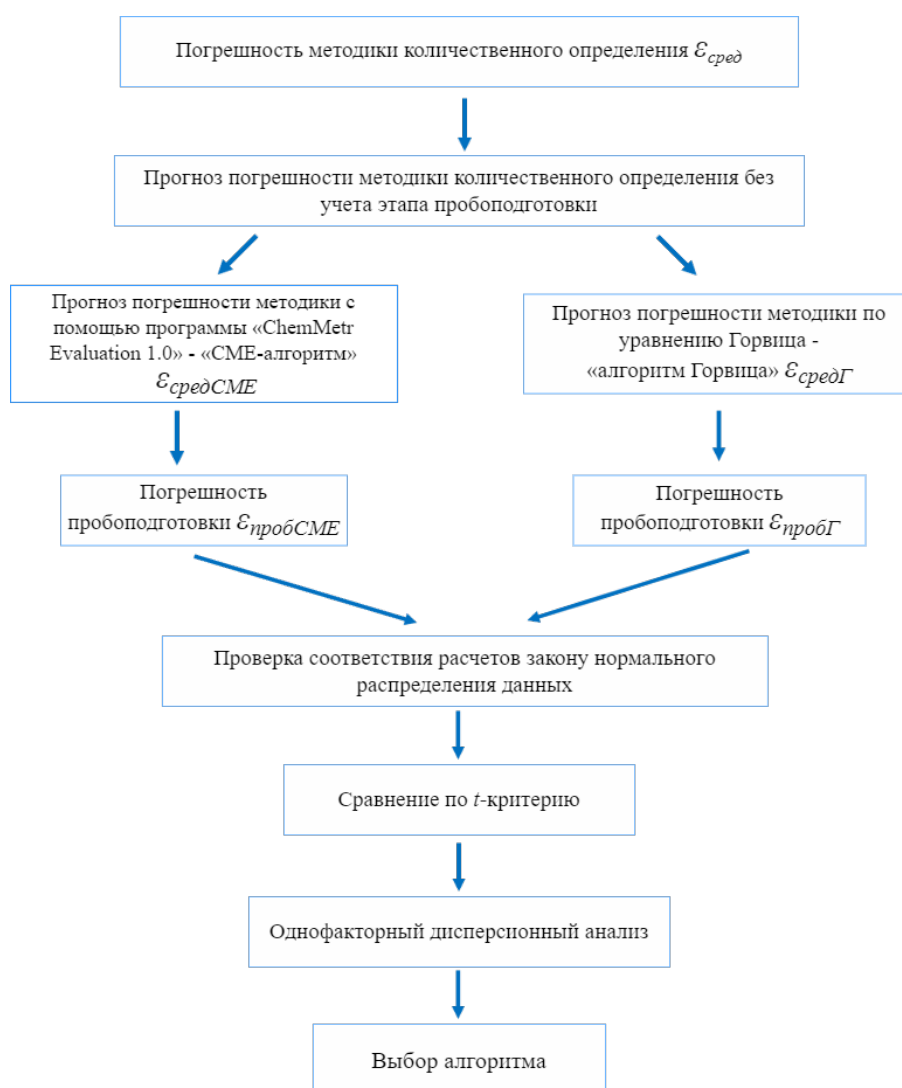 Погрешность методики количественного определения εсред
Прогноз погрешности методики количественного определения без
учета этапа пробоподготовки
Прогноз погрешности методики с
помощью программы «ChemMetr
Evaluation 1.0» - «CME-алгоритм»
εсредCME
Прогноз погрешности методики по
уравнению Горвица -
«алгоритм Горвица» εсредГ
Погрешность
пробоподготовки εпробCME
Погрешность
пробоподготовки εпробГ
Проверка соответствия расчетов закону нормального
распределения данных
Сравнение по t-критерию
Однофакторный дисперсионный анализ
Выбор алгоритма